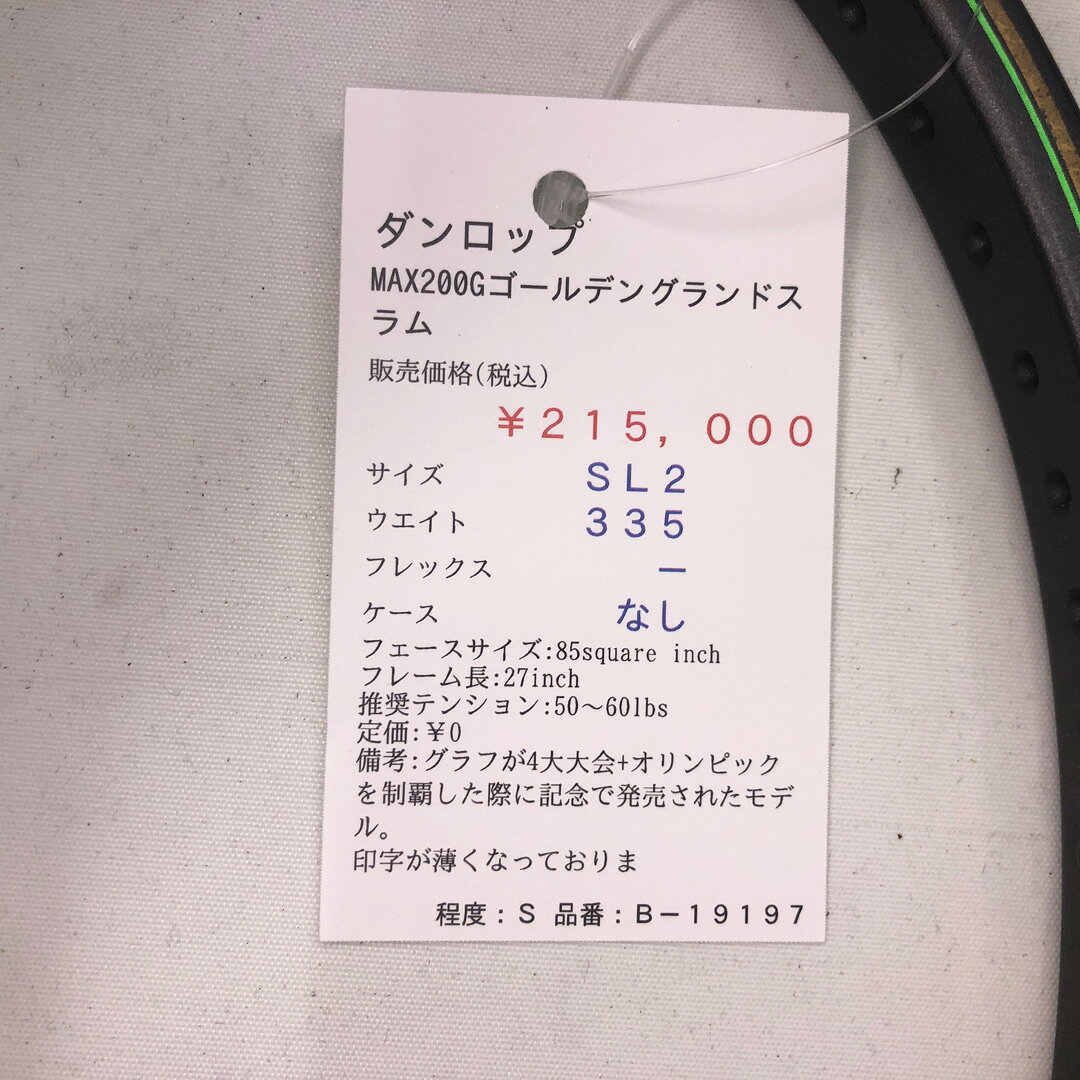 ダンロップ
MAX200Gゴールデングランドス
ラム
販売価格(税込)
￥２１５，０００
サイズ ＳＬ２
ウエイト ３３５
フレックス ー
ケース なし
フェースサイズ:85square inch
フレーム長:27inch
推奨テンション:50～60lbs
定価:￥0
備考:グラフが4大大会+オリンピック
を制覇した際に記念で発売されたモデ
ル。
印字が薄くなっておりま
程度：Ｓ 品番：Ｂ－１９１９７